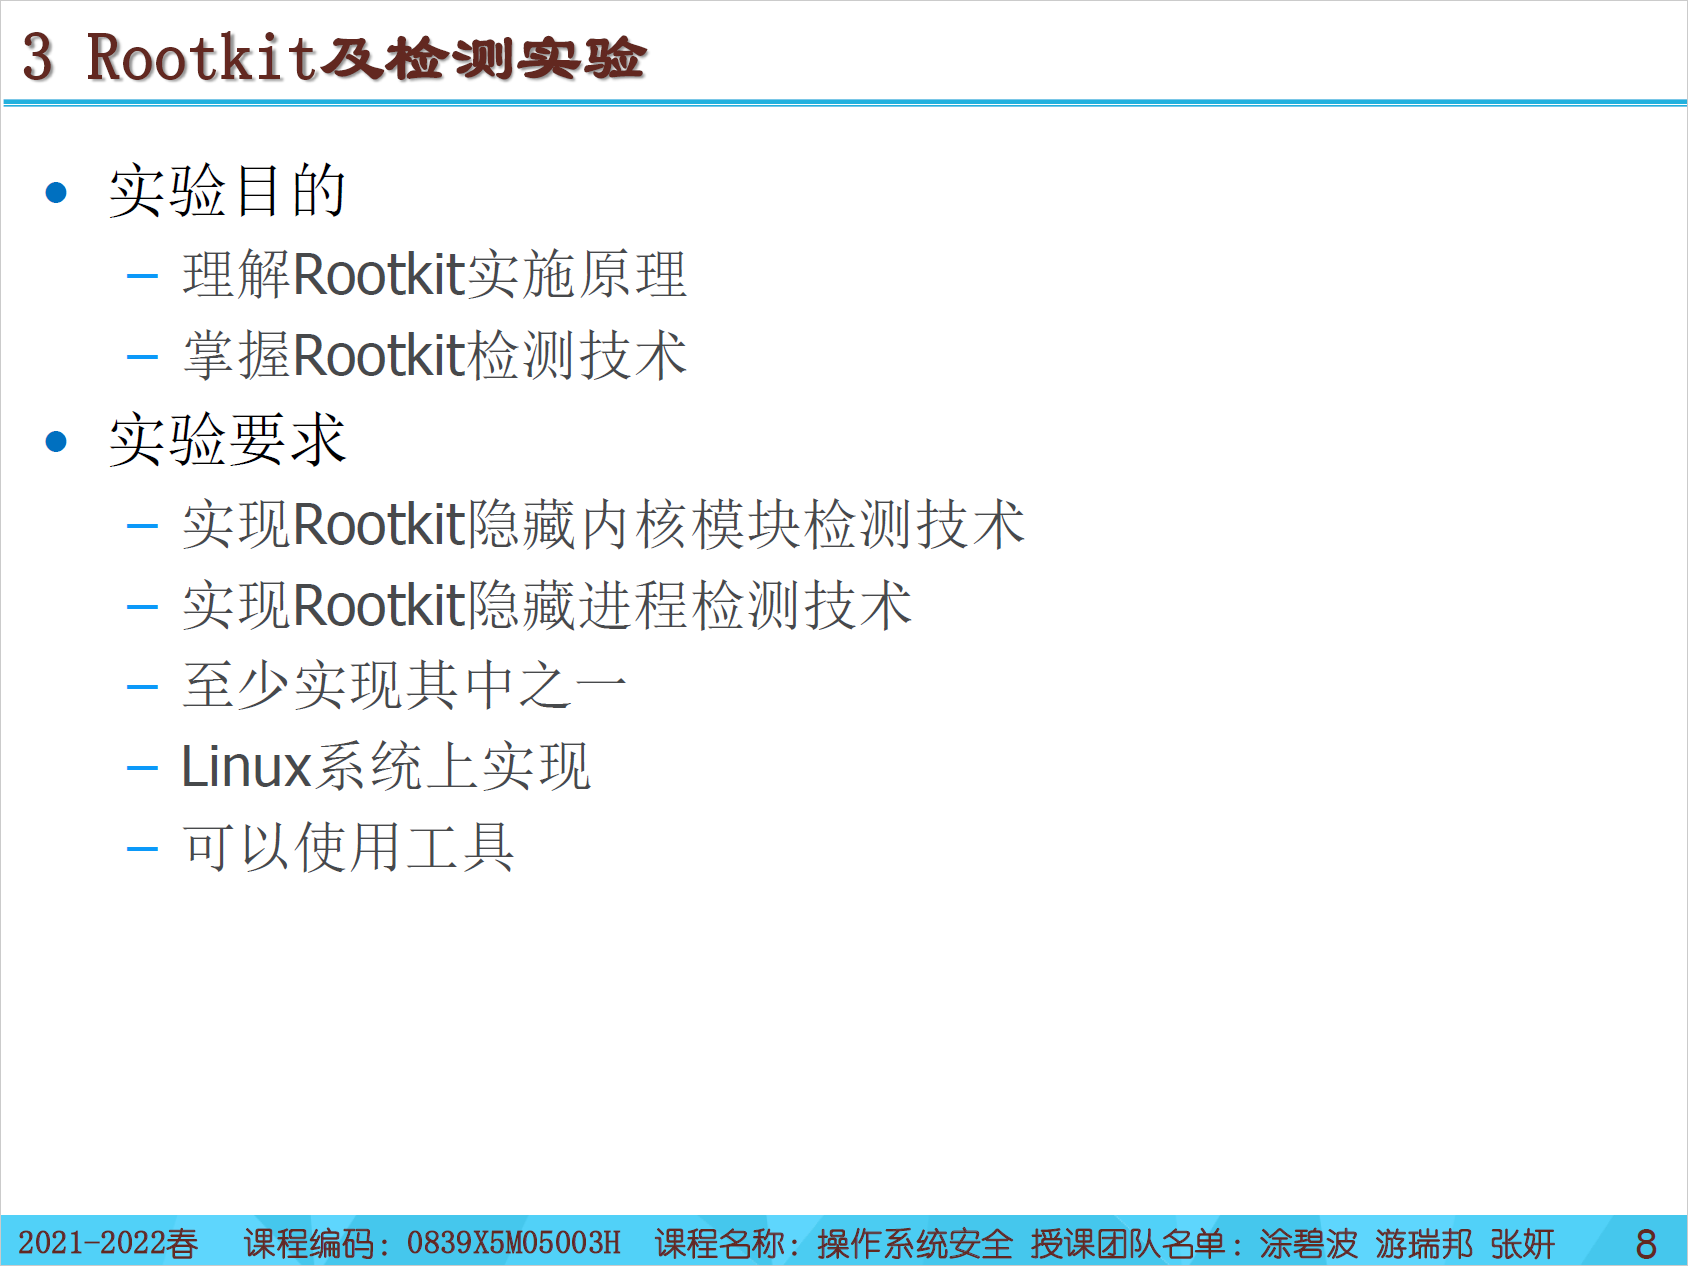 3 Rootkit及检测实验
• 实验目的
– 理解Rootkit实施原理
– 掌握Rootkit检测技术
• 实验要求
– 实现Rootkit隐藏内核模块检测技术
– 实现Rootkit隐藏进程检测技术
– 至少实现其中之一
– Linux系统上实现
– 可以使用工具
2021-2022春 课程编码：0839X5M05003H 课程名称：操作系统安全 授课团队名单：涂碧波 游瑞邦 张妍 8